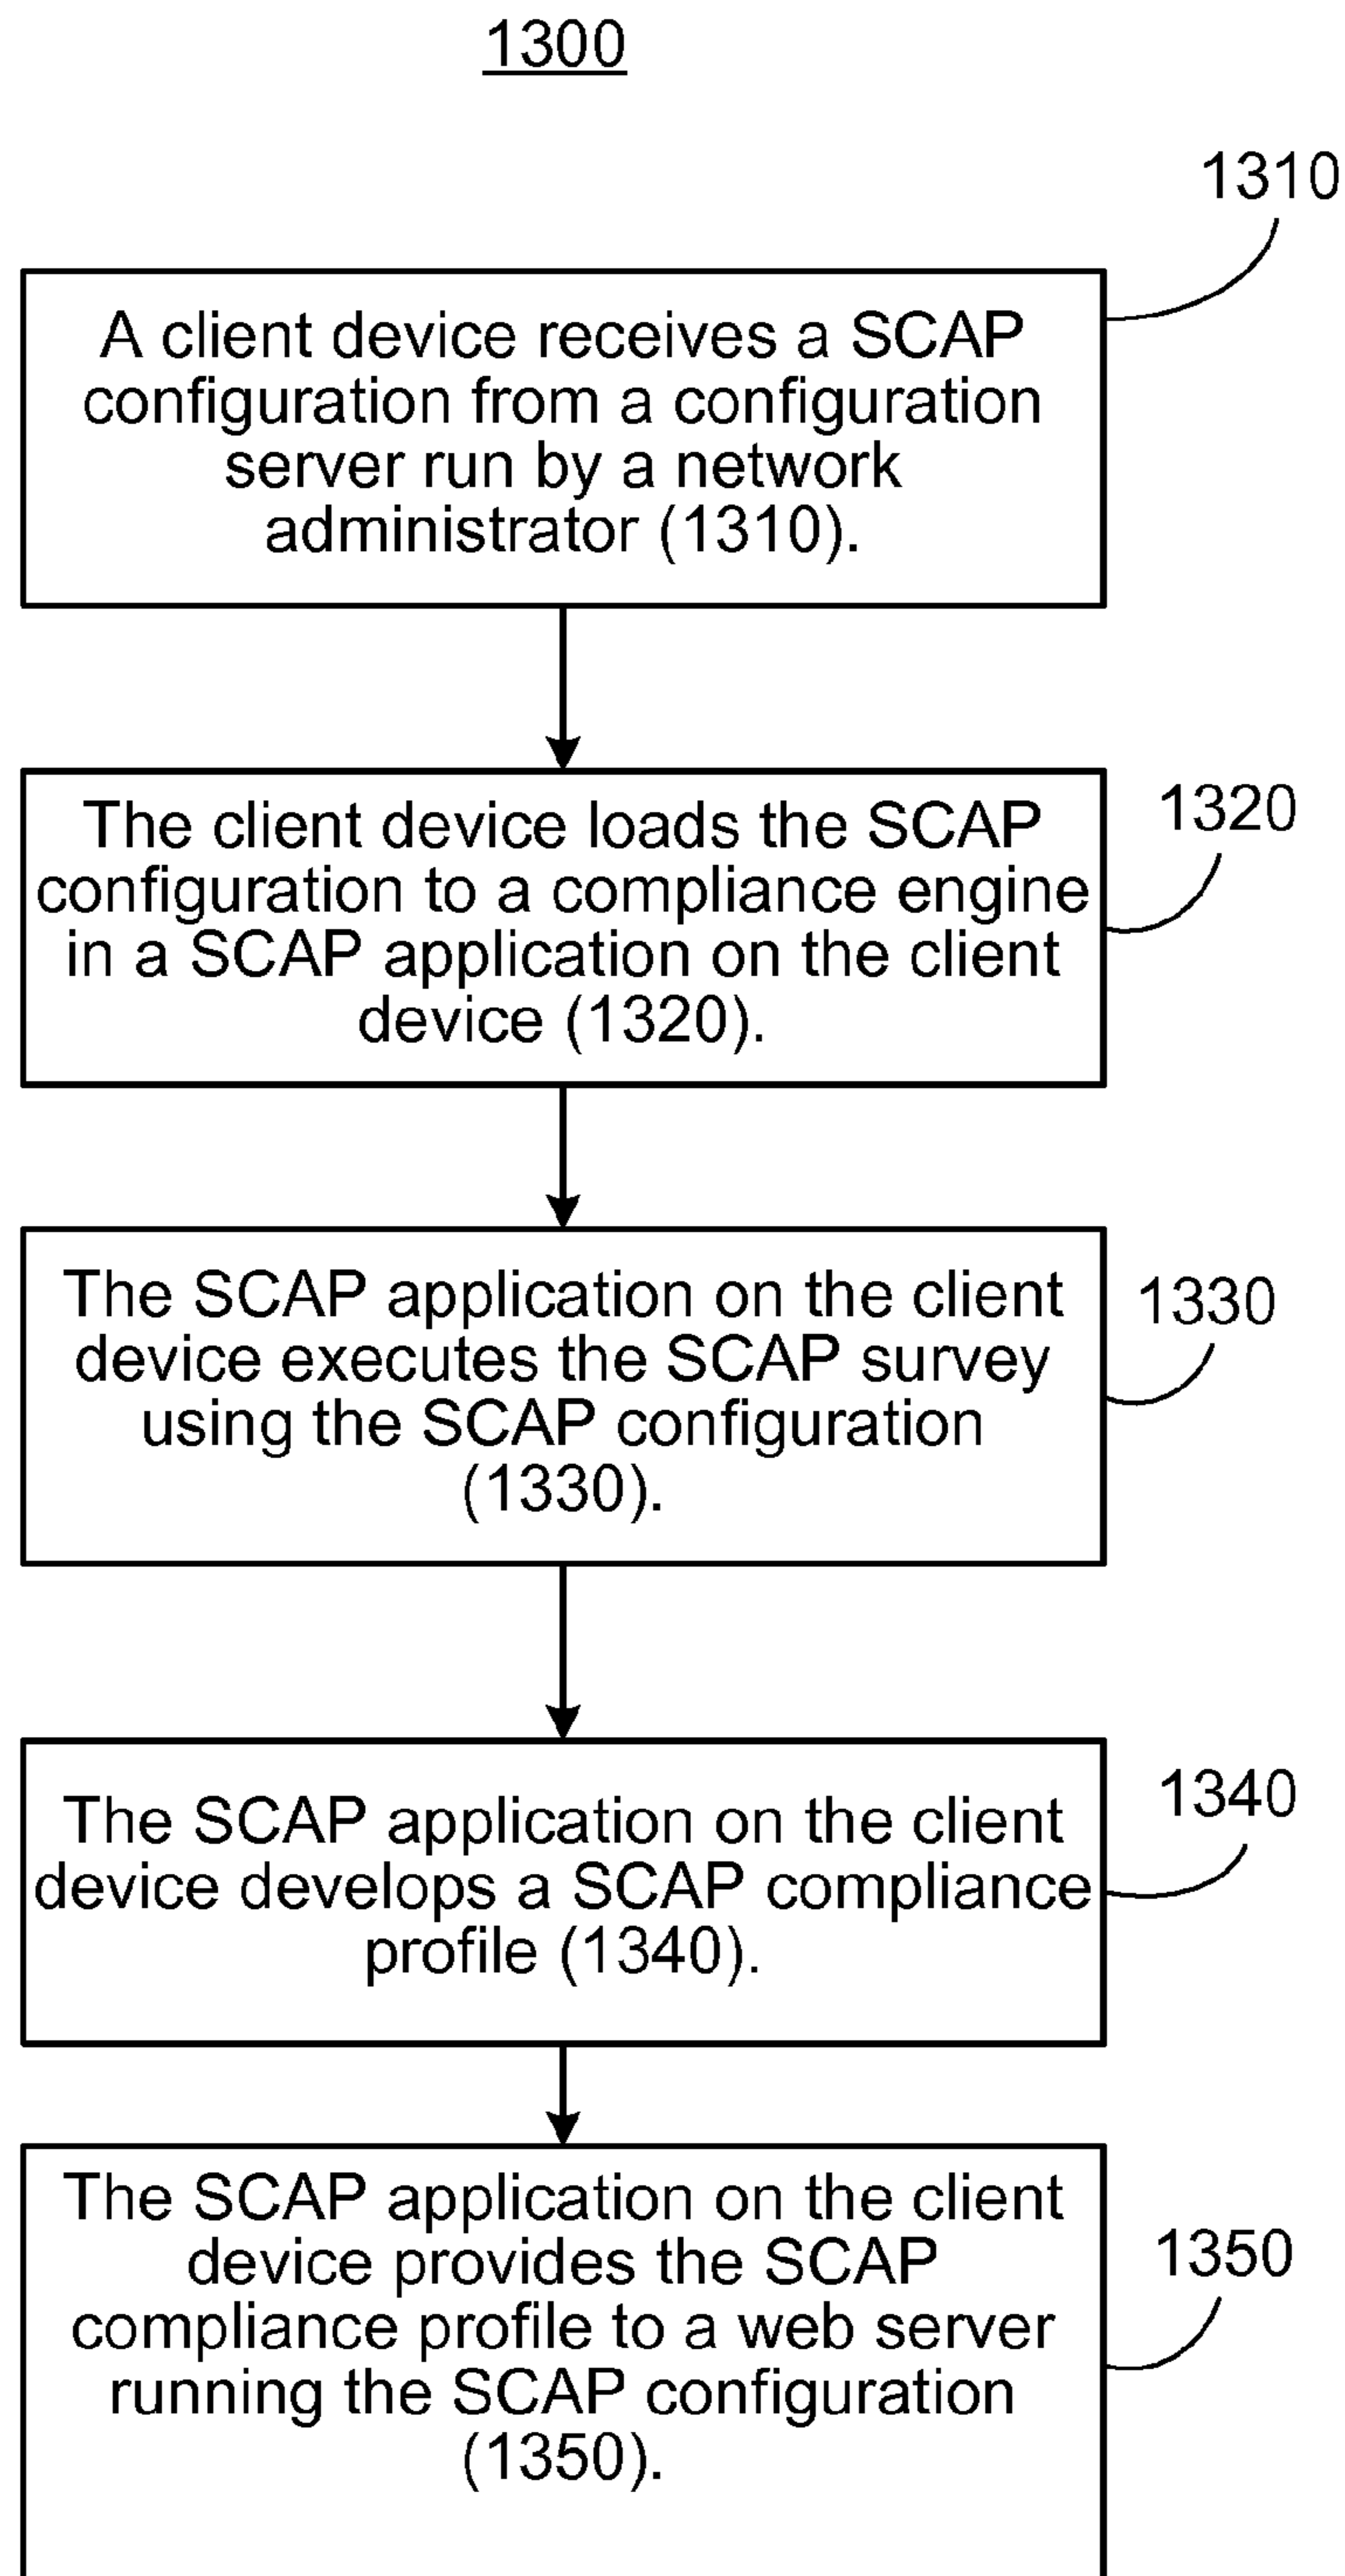 1300
1310
A client device receives a SCAP
configuration from a configuration
server run by a network
administrator (1310).
1320
The client device loads the SCAP
configuration to a compliance engine
in a SCAP application on the client
device (1320).
1330
The SCAP application on the client
device executes the SCAP survey
using the SCAP configuration
(1330).
1340
The SCAP application on the client
device develops a SCAP compliance
profile (1340).
1350
The SCAP application on the client
device provides the SCAP
compliance profile to a web server
running the SCAP configuration
(1350).